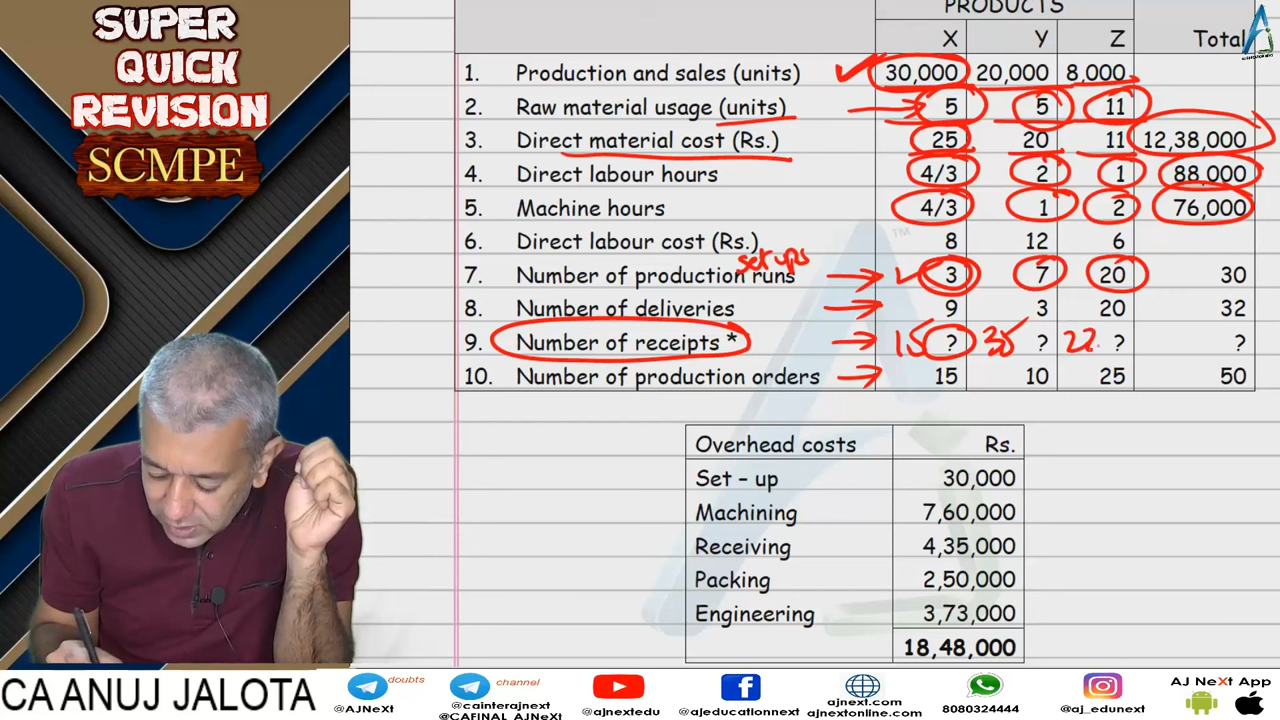 SUPER
QUICK
REVISION
SCMPE
PRODUCTS
X Y Z Total
1. Production and sales (units) 30,000 20,000 8,000
2. Raw material usage (units) 5 5 11
3. Direct material cost (Rs.) 25 20 11 12,38,000
4. Direct labour hours 4/3 2 1 88,000
5. Machine hours 4/3 1 2 76,000
6. Direct labour cost (Rs.) 8 12 6
set ups
7. Number of production runs 3 7 20 30
8. Number of deliveries 9 3 20 32
9. Number of receipts * 15 ? 35 ? 22 ? ?
10. Number of production orders 15 10 25 50
Overhead costs Rs.
Set – up 30,000
Machining 7,60,000
Receiving 4,35,000
Packing 2,50,000
Engineering 3,73,000
18,48,000
CA ANUJ JALOTA
doubts
@AJNeXt
channel
@cainterajnext
@CAFINAL_AJNeXt
@ajnextedu
@ajeducationnext
ajnext.com
ajnextonline.com
8080324444
@aj_edunext
AJ NeXt App